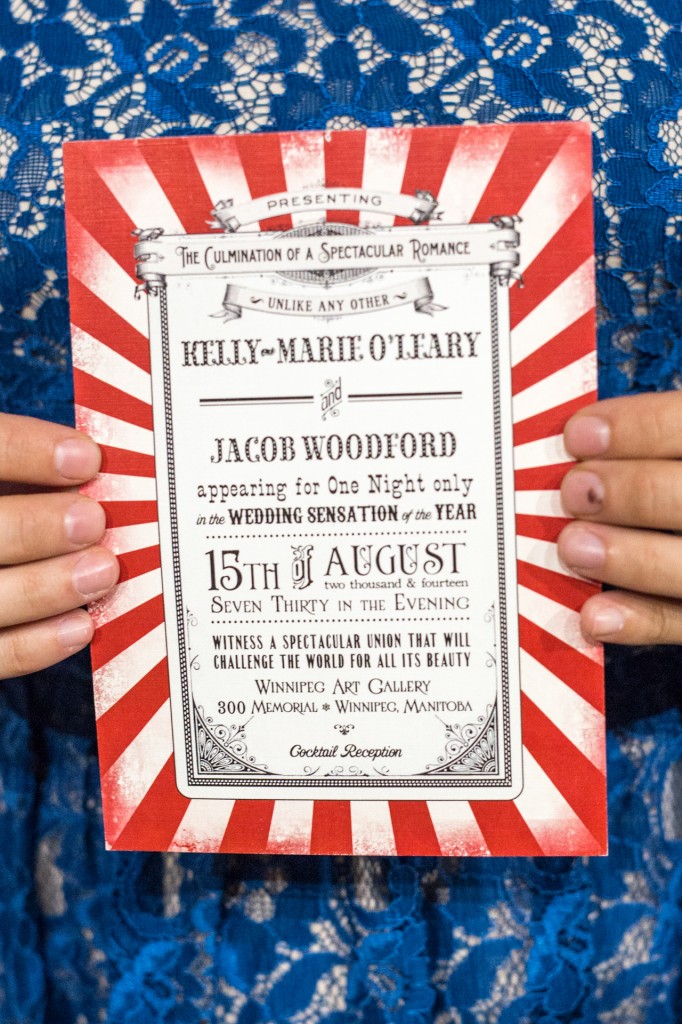 PRESENTING
THE CULMINATION OF A SPECTACULAR ROMANCE
UNLIKE ANY OTHER
KELLY-MARIE O'LEARY
and
JACOB WOODFORD
appearing for One Night only
in the WEDDING SENSATION of the YEAR
15TH of AUGUST
two thousand & fourteen
SEVEN THIRTY IN THE EVENING
WITNESS A SPECTACULAR UNION THAT WILL
CHALLENGE THE WORLD FOR ALL ITS BEAUTY
WINNIPEG ART GALLERY
300 MEMORIAL * WINNIPEG, MANITOBA
Cocktail Reception